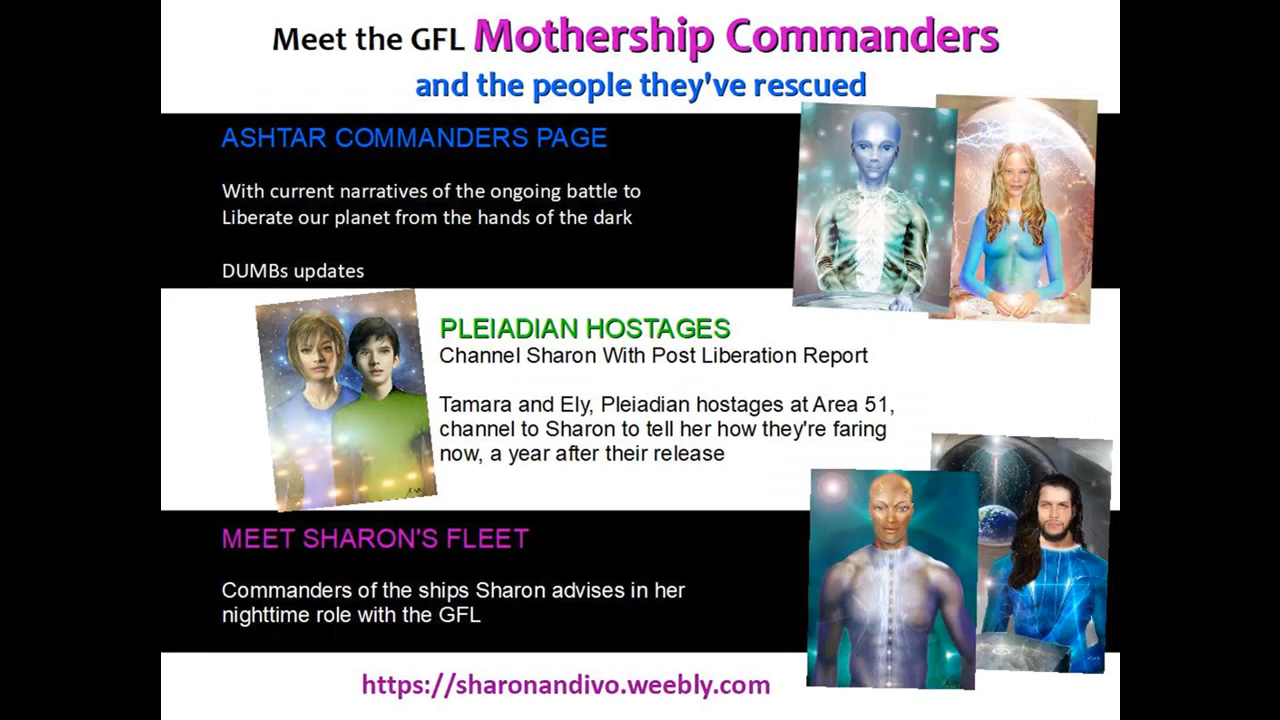 Meet the GFL Mothership Commanders
and the people they've rescued
ASHTAR COMMANDERS PAGE
With current narratives of the ongoing battle to
Liberate our planet from the hands of the dark
DUMBs updates
PLEIADIAN HOSTAGES
Channel Sharon With Post Liberation Report
Tamara and Ely, Pleiadian hostages at Area 51,
channel to Sharon to tell her how they're faring
now, a year after their release
MEET SHARON'S FLEET
Commanders of the ships Sharon advises in her
nighttime role with the GFL
https://sharonandivo.weebly.com